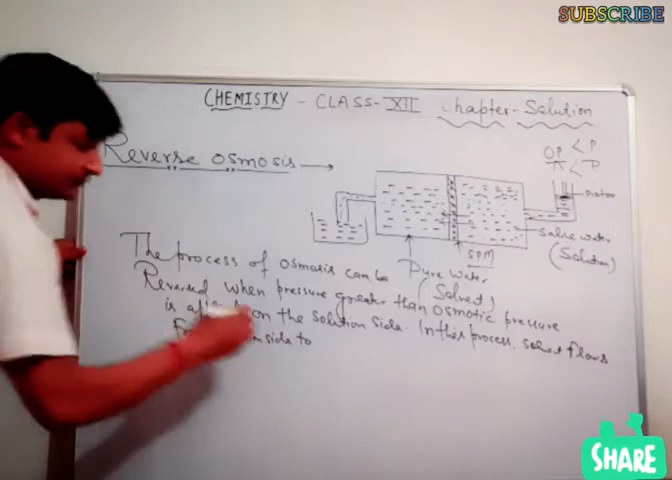 SUBSCRIBE
CHEMISTRY - CLASS-XII Chapter-Solution
OP < P
π < P
Reverse osmosis →
Piston
Saline water
(Solution)
SPM
Pure water
(Solvent)
The process of osmosis can be
Reversed when pressure greater than osmotic pressure
is on the solution side. In this process, solvent flows
side to
SHARE